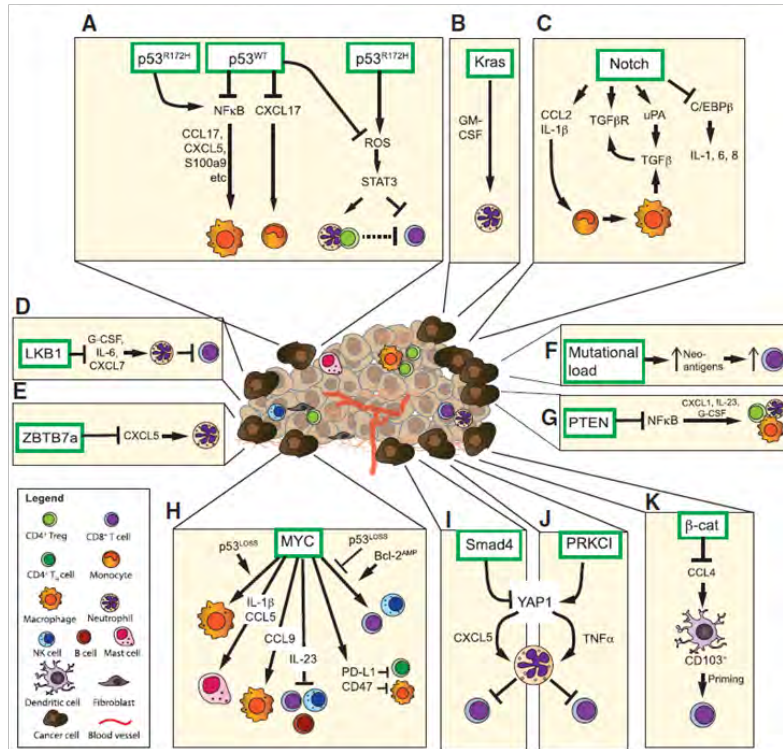 A
p53R172H
p53WT
p53R172H
NFκB
CXCL17
CCL17,
CXCL5,
S100a9
etc
ROS
STAT3
B
Kras
GM-
CSF
C
Notch
CCL2
IL-1β
TGFβR
uPA
C/EBPβ
TGFβ
IL-1, 6, 8
D
LKB1
G-CSF,
IL-6,
CXCL7
E
ZBTB7a
CXCL5
F
Mutational
load
Neo-
antigens
G
PTEN
NFκB
CXCL1, IL-23,
G-CSF
Legend
CD4+ Treg
CD8+ T cell
CD4+ TH cell
Monocyte
Macrophage
Neutrophil
NK cell
B cell
Mast cell
Dendritic cell
Fibroblast
Cancer cell
Blood vessel
H
p53LOSS
MYC
p53LOSS
Bcl-2AMP
IL-1β
CCL5
CCL9
IL-23
PD-L1
CD47
I
Smad4
J
PRKCI
YAP1
CXCL5
TNFα
K
β-cat
CCL4
CD103+
Priming